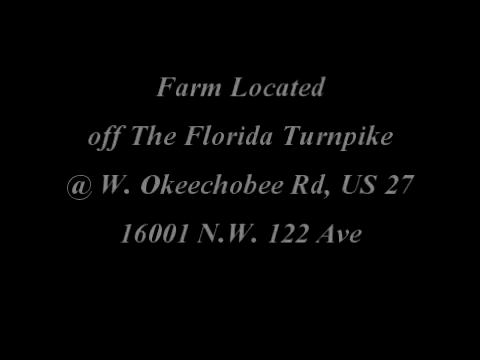 Farm Located
off The Florida Turnpike
@ W. Okeechobee Rd, US 27
16001 N.W. 122 Ave